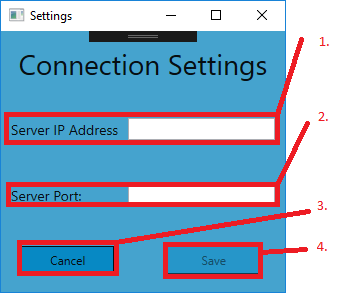 Settings
Connection Settings
1.
Server IP Address
2.
Server Port:
3.
4.
Cancel
Save